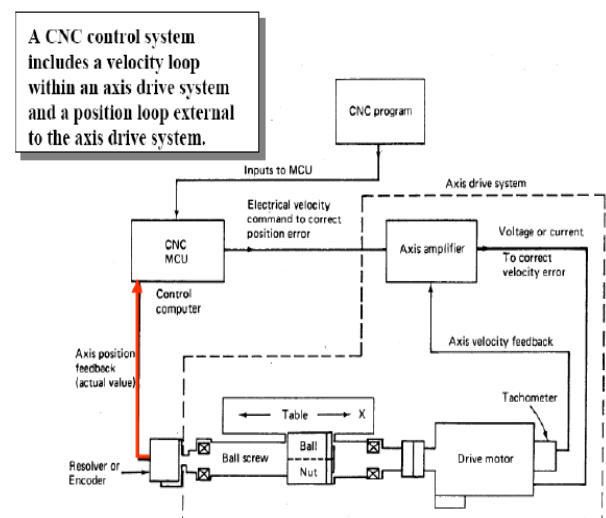 A CNC control system
includes a velocity loop
within an axis drive system
and a position loop external
to the axis drive system.
CNC program
Inputs to MCU
Axis drive system
Electrical velocity
command to correct
position error
Voltage or current
CNC
MCU
Axis amplifier
To correct
velocity error
Control
computer
Axis velocity feedback
Axis position
feedback
(actual value)
Tachometer
Table
X
Ball
Nut
Ball screw
Drive motor
Resolver or
Encoder